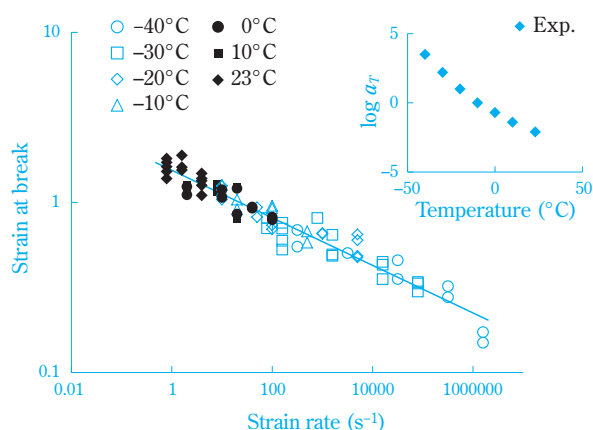 10
1
0.1
Strain at break
0.01
1
100
10000
1000000
Strain rate (s⁻¹)
–40°C
–30°C
–20°C
–10°C
0°C
10°C
23°C
Exp.
5
0
–5
log a_T
–50
0
50
Temperature (°C)